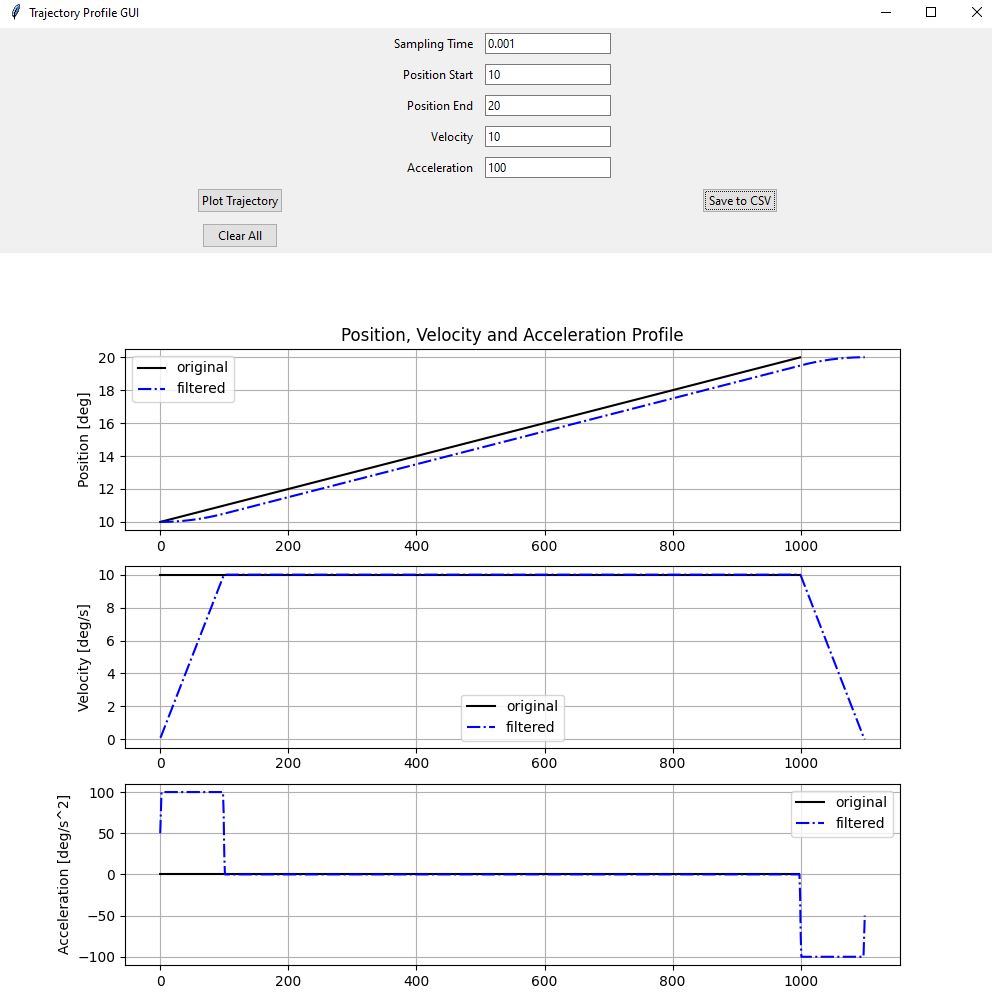 Trajectory Profile GUI
Sampling Time 0.001
Position Start 10
Position End 20
Velocity 10
Acceleration 100
Plot Trajectory Save to CSV
Clear All
Position, Velocity and Acceleration Profile
Position [deg]
20
18
16
14
12
10
original
filtered
0 200 400 600 800 1000
Velocity [deg/s]
10
8
6
4
2
0
original
filtered
0 200 400 600 800 1000
Acceleration [deg/s^2]
100
50
0
−50
−100
original
filtered
0 200 400 600 800 1000